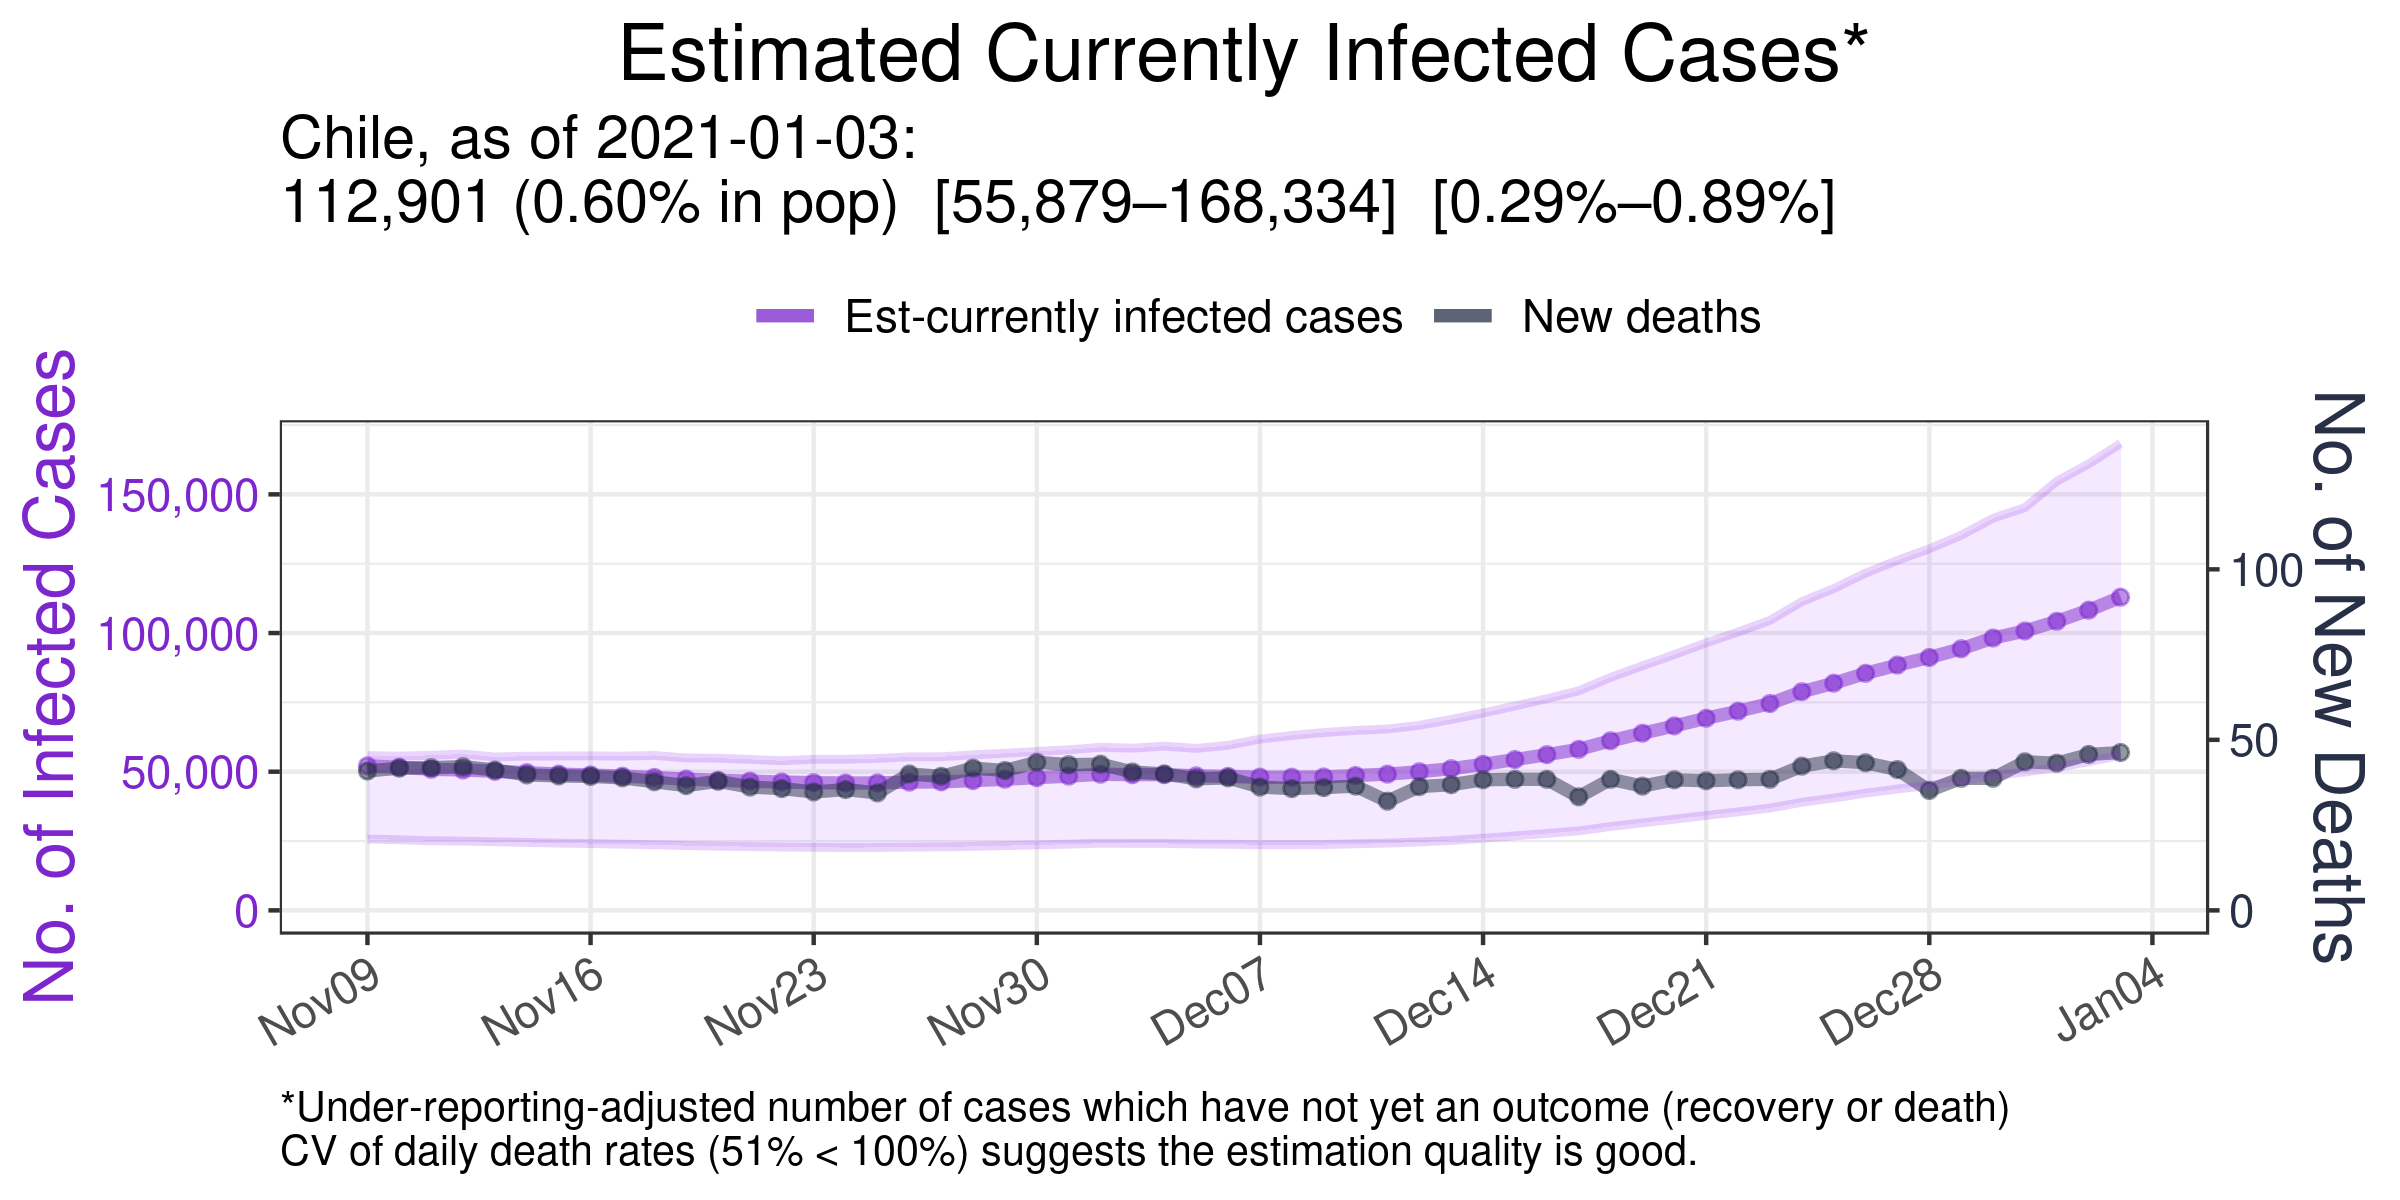 Estimated Currently Infected Cases*
Chile, as of 2021-01-03:
112,901 (0.60% in pop)  [55,879–168,334]  [0.29%–0.89%]
Est-currently infected cases
New deaths
No. of Infected Cases
150,000
100,000
50,000
0
100
50
0
No. of New Deaths
Nov09
Nov16
Nov23
Nov30
Dec07
Dec14
Dec21
Dec28
Jan04
*Under-reporting-adjusted number of cases which have not yet an outcome (recovery or death)
CV of daily death rates (51% < 100%) suggests the estimation quality is good.